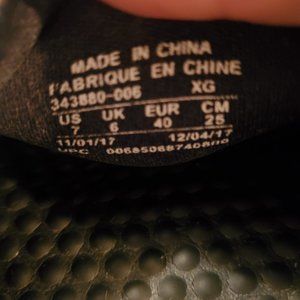 MADE IN CHINA
FABRIQUE EN CHINE
343880-006 XG
US UK EUR CM
7 6 40 25
11/01/17 12/04/17
UPC